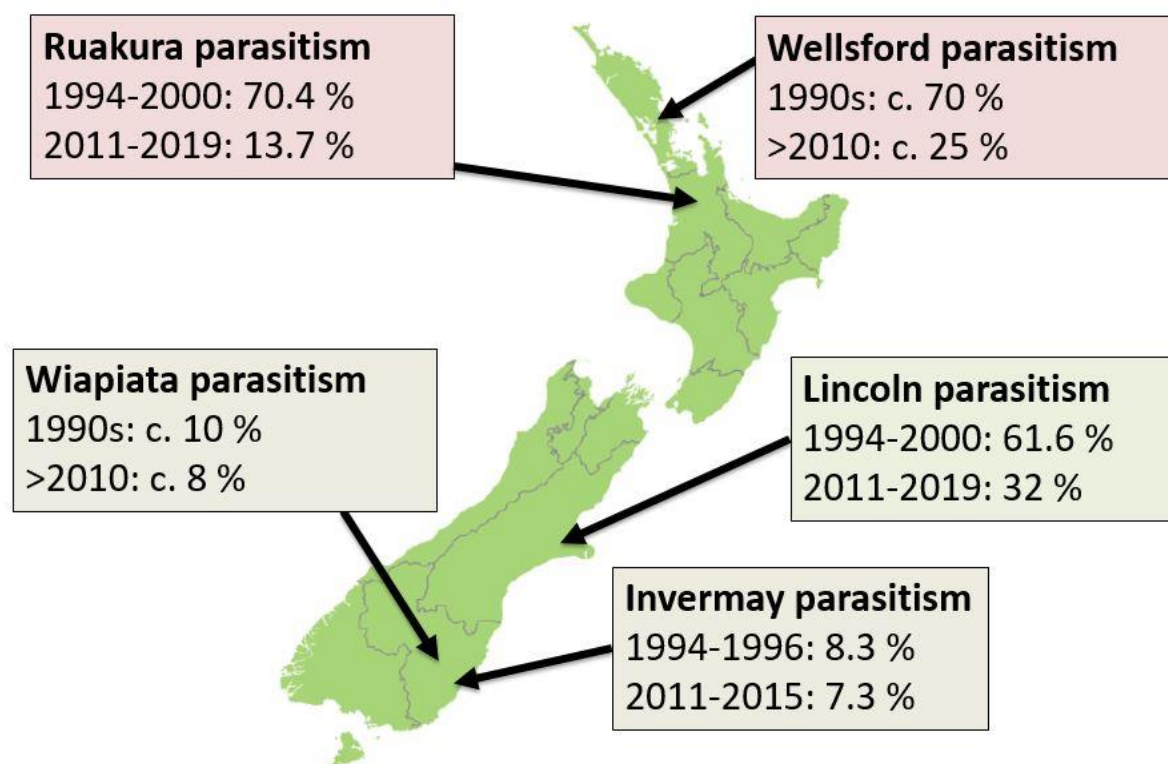 Ruakura parasitism
1994-2000: 70.4 %
2011-2019: 13.7 %
Wellsford parasitism
1990s: c. 70 %
>2010: c. 25 %
Wiapiata parasitism
1990s: c. 10 %
>2010: c. 8 %
Lincoln parasitism
1994-2000: 61.6 %
2011-2019: 32 %
Invermay parasitism
1994-1996: 8.3 %
2011-2015: 7.3 %